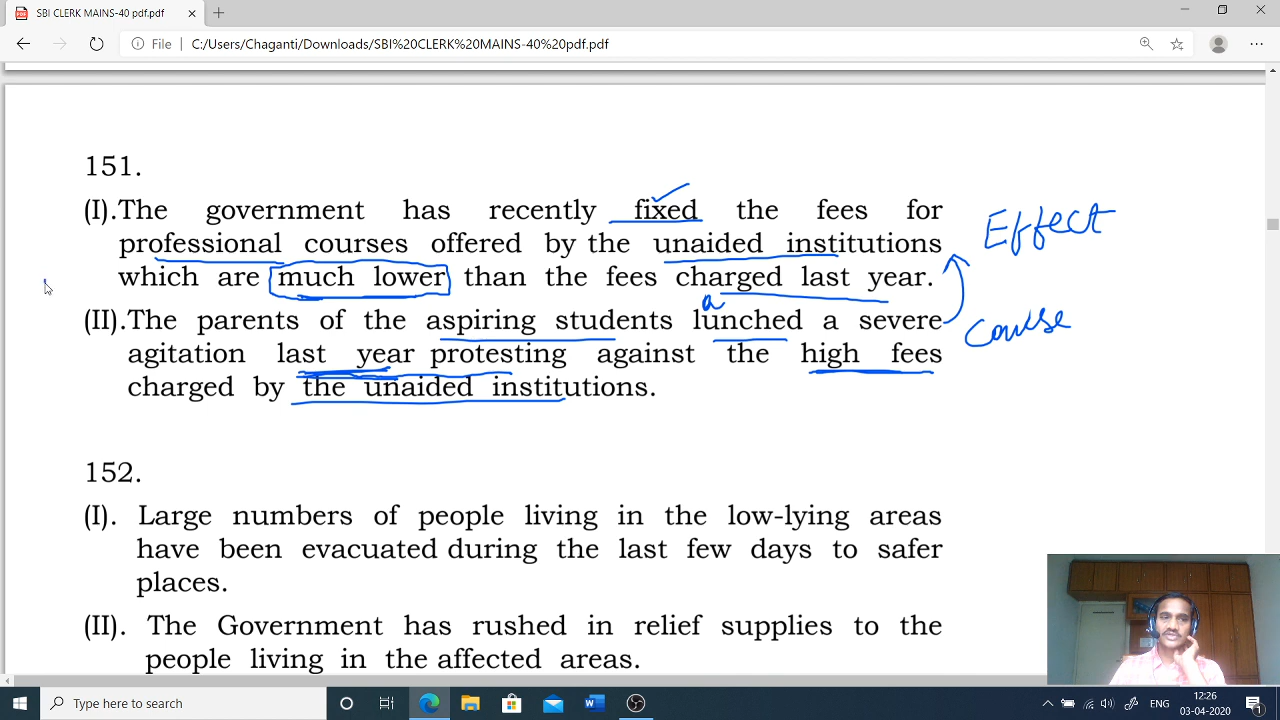 SBI CLERK MAINS-40 pdf.pdf
File
C:/Users/Chaganti/Downloads/SBI%20CLERK%20MAINS-40%20pdf.pdf
151.
(I).The government has recently fixed the fees for
professional courses offered by the unaided institutions
which are much lower than the fees charged last year.
Effect
a
(II).The parents of the aspiring students lunched a severe
agitation last year protesting against the high fees
charged by the unaided institutions.
Couse
152.
(I). Large numbers of people living in the low-lying areas
have been evacuated during the last few days to safer
places.
(II). The Government has rushed in relief supplies to the
people living in the affected areas.
Type here to search
ENG
12:26
03-04-2020